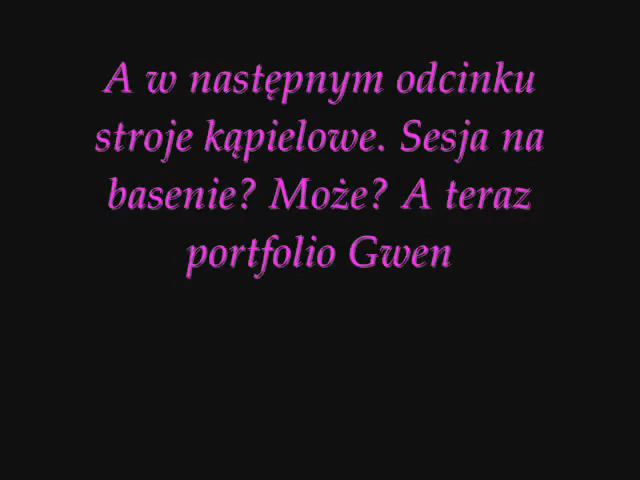 A w następnym odcinku
stroje kąpielowe. Sesja na
basenie? Może? A teraz
portfolio Gwen